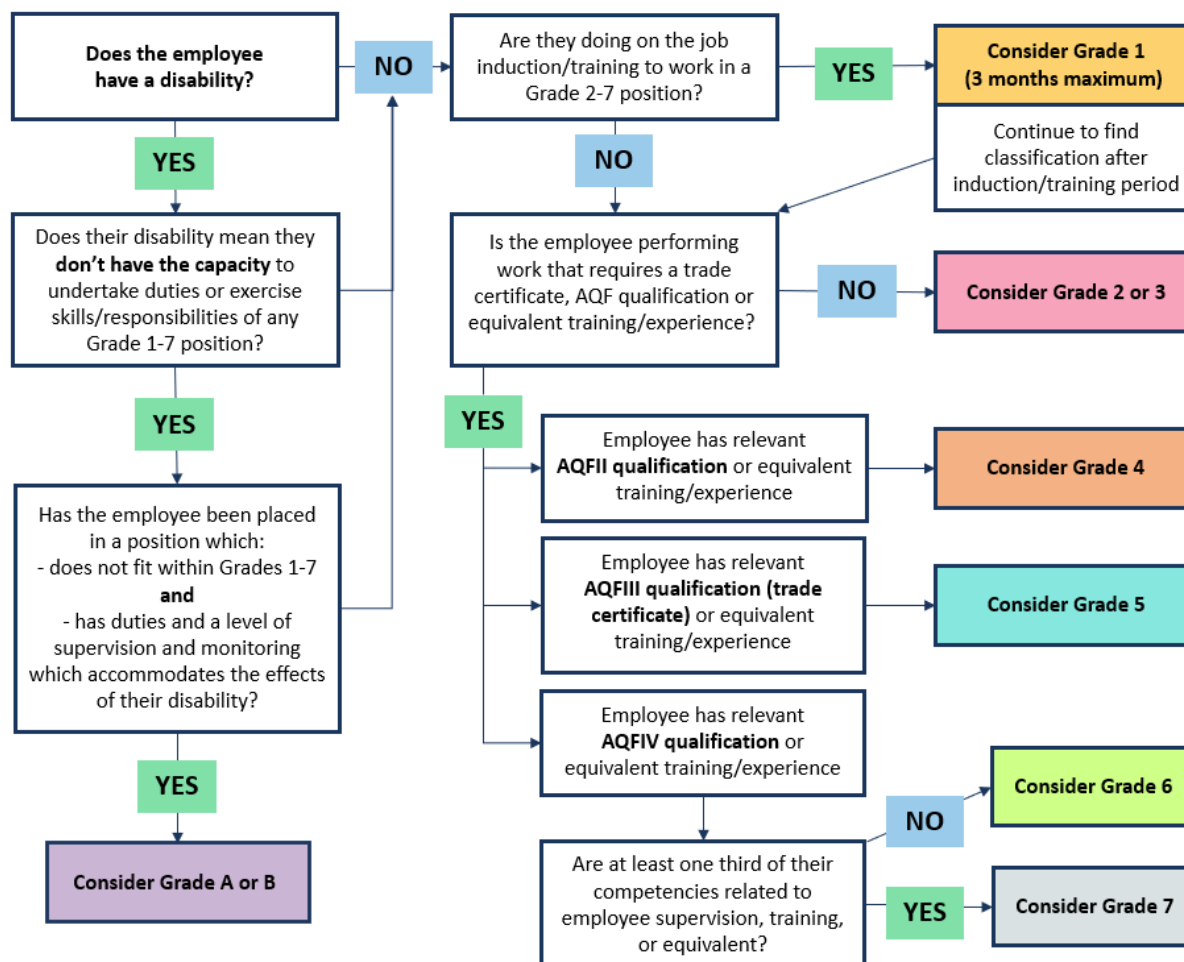 Does the employee
have a disability?
NO
Are they doing on the job
induction/training to work in a
Grade 2-7 position?
YES
Consider Grade 1
(3 months maximum)
Continue to find
classification after
induction/training period
YES
NO
Does their disability mean they
don't have the capacity to
undertake duties or exercise
skills/responsibilities of any
Grade 1-7 position?
Is the employee performing
work that requires a trade
certificate, AQF qualification or
equivalent training/experience?
NO
Consider Grade 2 or 3
YES
YES
Employee has relevant
AQFII qualification or equivalent
training/experience
Consider Grade 4
Has the employee been placed
in a position which:
- does not fit within Grades 1-7
and
- has duties and a level of
supervision and monitoring
which accommodates the effects
of their disability?
Employee has relevant
AQFIII qualification (trade
certificate) or equivalent
training/experience
Consider Grade 5
Employee has relevant
AQFIV qualification or
equivalent training/experience
YES
Consider Grade A or B
NO
Consider Grade 6
Are at least one third of their
competencies related to
employee supervision, training,
or equivalent?
YES
Consider Grade 7